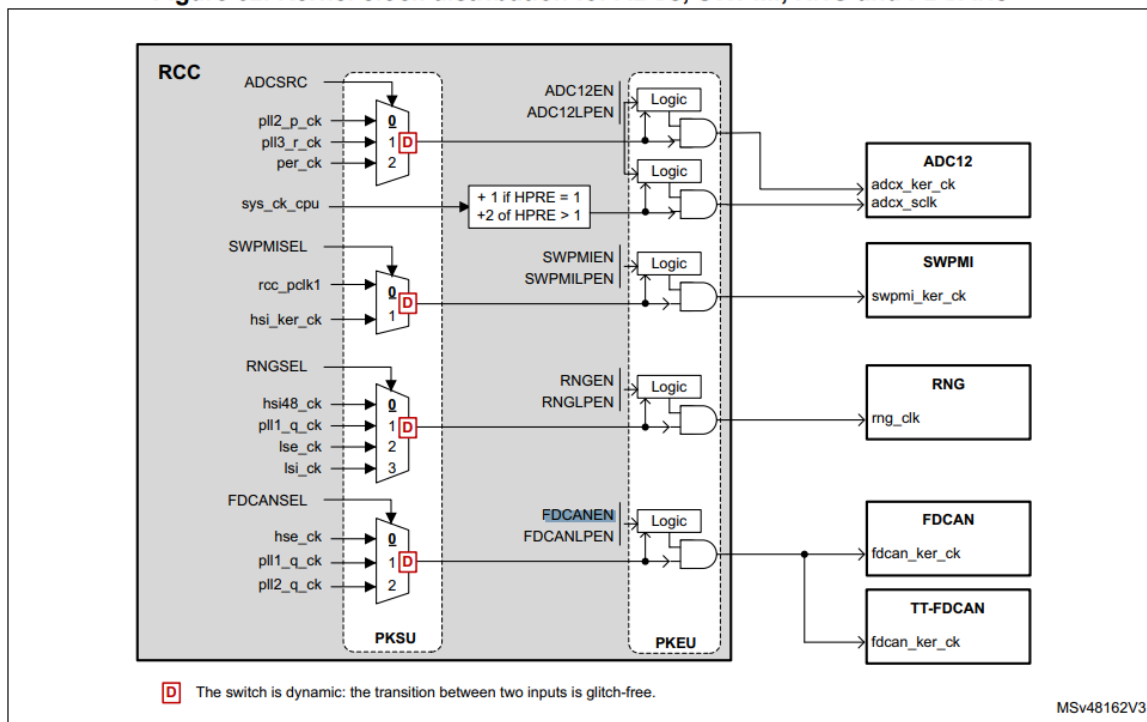 RCC
ADCSRC
pll2_p_ck
pll3_r_ck
per_ck
0
1
2
D
ADC12EN
ADC12LPEN
Logic
Logic
sys_ck_cpu
+ 1 if HPRE = 1
+2 of HPRE > 1
ADC12
adcx_ker_ck
adcx_sclk
SWPMISEL
rcc_pclk1
hsi_ker_ck
0
1
D
SWPMIEN
SWPMILPEN
Logic
SWPMI
swpmi_ker_ck
RNGSEL
hsi48_ck
pll1_q_ck
lse_ck
lsi_ck
0
1
2
3
D
RNGEN
RNGLPEN
Logic
RNG
rng_clk
FDCANSEL
hse_ck
pll1_q_ck
pll2_q_ck
0
1
2
D
FDCANEN
FDCANLPEN
Logic
FDCAN
fdcan_ker_ck
TT-FDCAN
fdcan_ker_ck
PKSU
PKEU
D The switch is dynamic: the transition between two inputs is glitch-free.
MSv48162V3